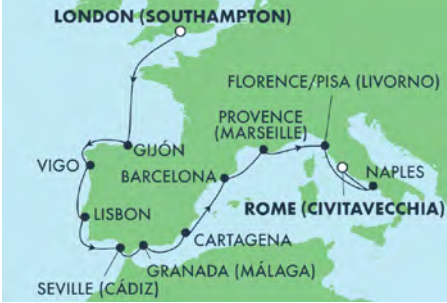 LONDON (SOUTHAMPTON)
FLORENCE/PISA (LIVORNO)
PROVENCE
(MARSEILLE)
GIJÓN
VIGO
BARCELONA
NAPLES
ROME (CIVITAVECCHIA)
LISBON
CARTAGENA
GRANADA (MÁLAGA)
SEVILLE (CÁDIZ)